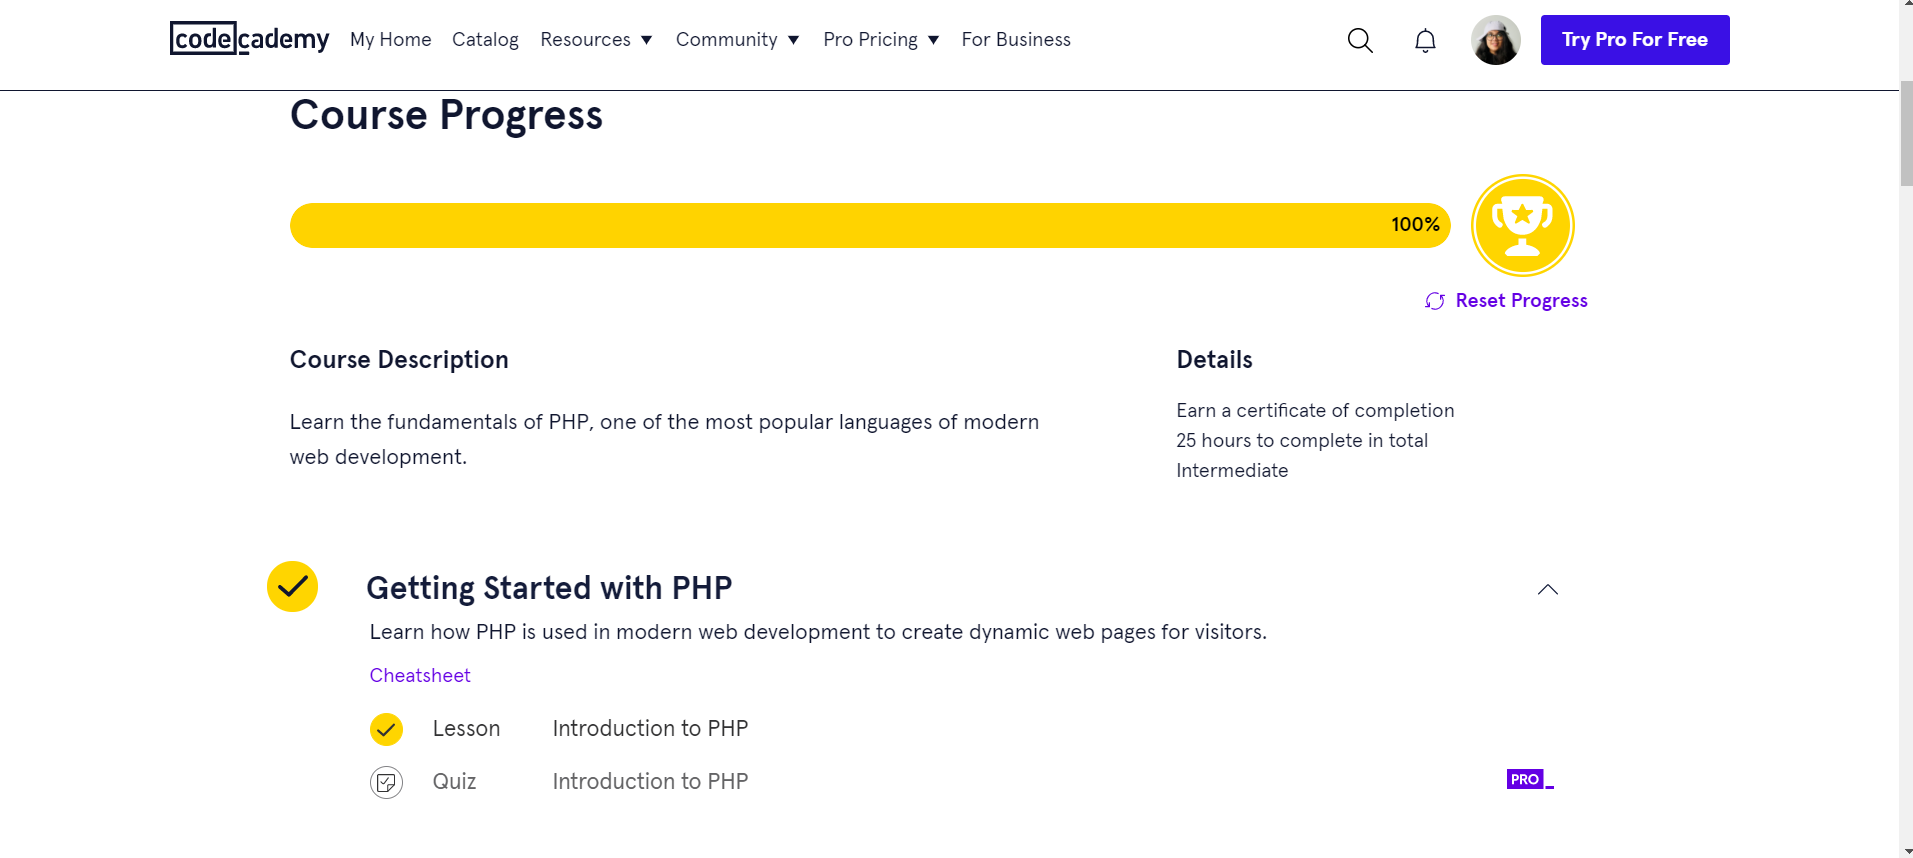 codecademy My Home Catalog Resources Community Pro Pricing For Business Try Pro For Free
Course Progress
100%
Reset Progress
Course Description
Details
Learn the fundamentals of PHP, one of the most popular languages of modern
web development.
Earn a certificate of completion
25 hours to complete in total
Intermediate
Getting Started with PHP
Learn how PHP is used in modern web development to create dynamic web pages for visitors.
Cheatsheet
Lesson Introduction to PHP
Quiz Introduction to PHP PRO